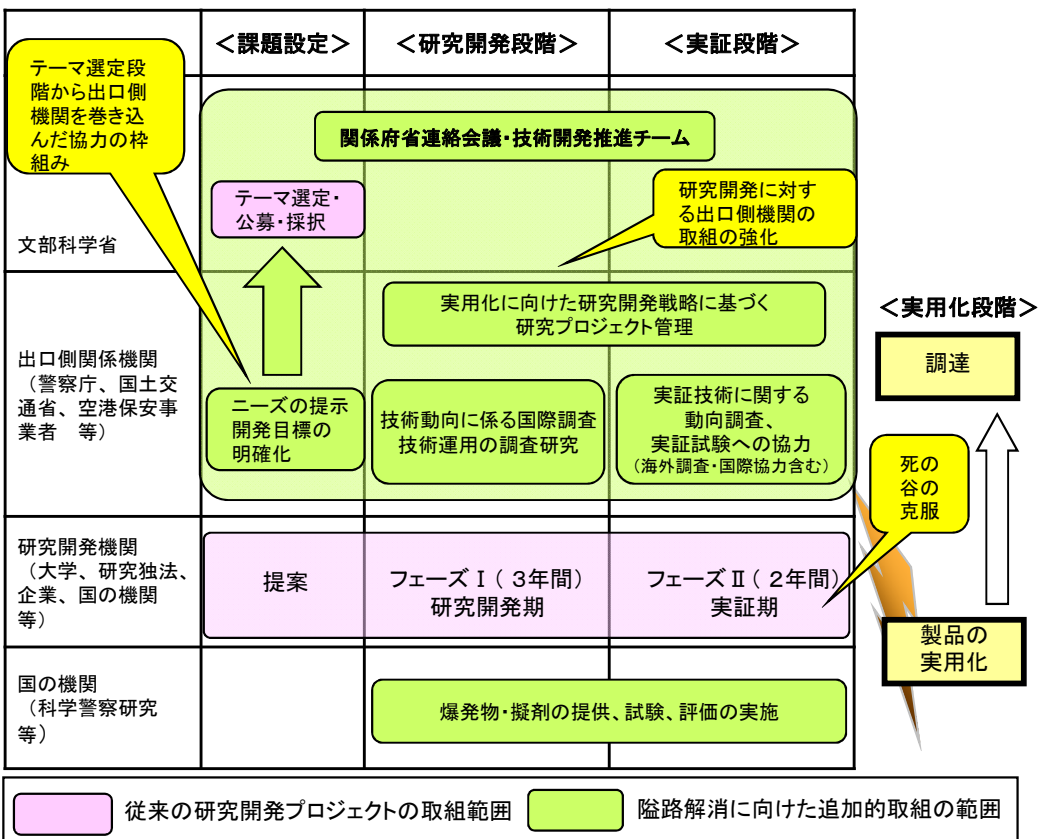 <課題設定>
<研究開発段階>
<実証段階>
テーマ選定段
階から出口側
機関を巻き込
んだ協力の枠
組み
関係府省連絡会議・技術開発推進チーム
テーマ選定・
公募・採択
研究開発に対す
る出口側機関の
取組の強化
文部科学省
実用化に向けた研究開発戦略に基づく
研究プロジェクト管理
<実用化段階>
調達
出口側関係機関
(警察庁、国土交
通省、空港保安事
業者 等)
ニーズの提示
開発目標の
明確化
技術動向に係る国際調査
技術運用の調査研究
実証技術に関する
動向調査、
実証試験への協力
(海外調査・国際協力含む)
死の
谷の
克服
研究開発機関
(大学、研究独法、
企業、国の機関
等)
提案
フェーズⅠ(3年間)
研究開発期
フェーズⅡ(2年間)
実証期
製品の
実用化
国の機関
(科学警察研究
等)
爆発物・擬剤の提供、試験、評価の実施
従来の研究開発プロジェクトの取組範囲
隘路解消に向けた追加的取組の範囲